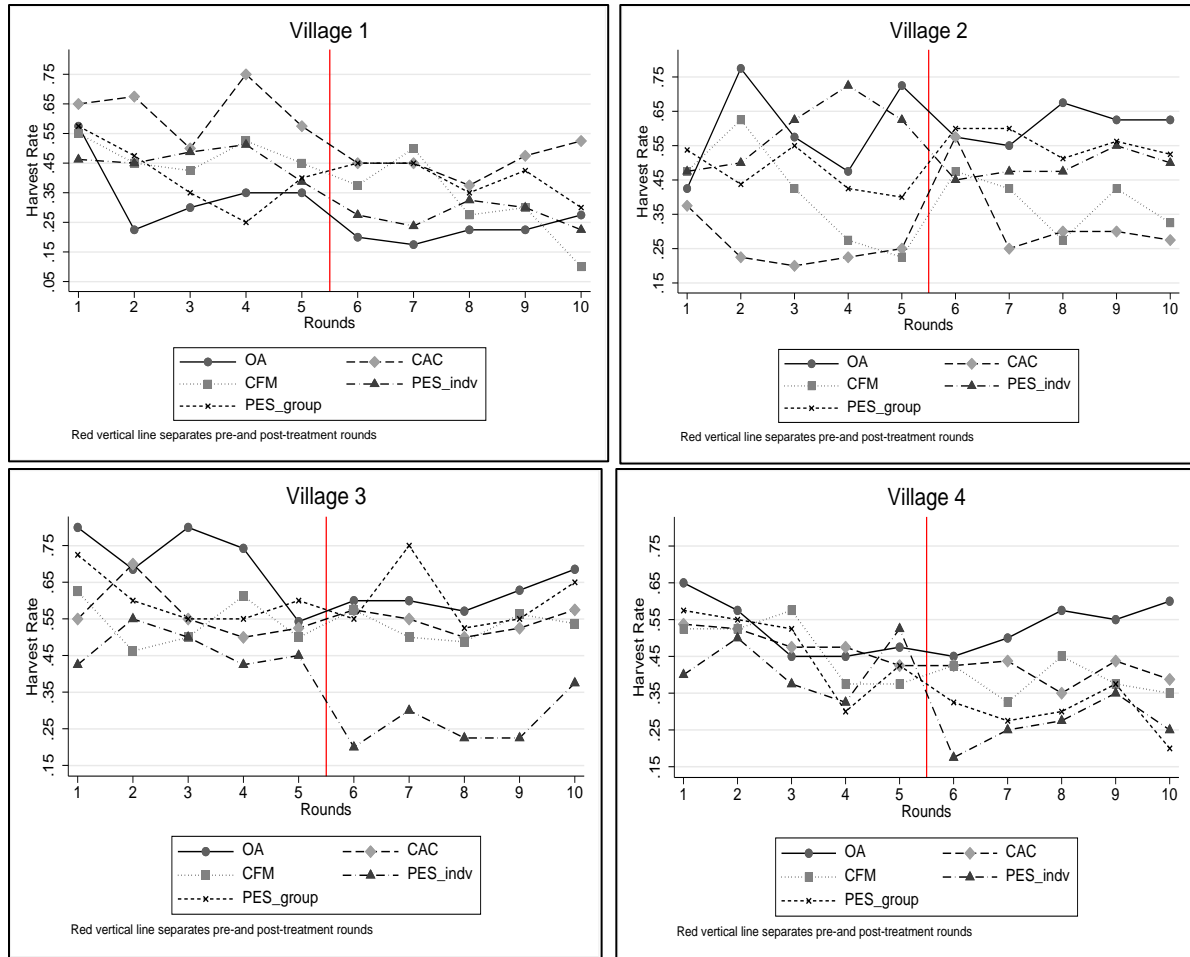 Village 1
Harvest Rate
.75
.65
.55
.45
.35
.25
.15
.05
1 2 3 4 5 6 7 8 9 10
Rounds
OA CAC
CFM PES_indv
PES_group
Red vertical line separates pre-and post-treatment rounds
Village 2
Harvest Rate
.75
.65
.55
.45
.35
.25
.15
1 2 3 4 5 6 7 8 9 10
Rounds
OA CAC
CFM PES_indv
PES_group
Red vertical line separates pre-and post-treatment rounds
Village 3
Harvest Rate
.75
.65
.55
.45
.35
.25
.15
1 2 3 4 5 6 7 8 9 10
Rounds
OA CAC
CFM PES_indv
PES_group
Red vertical line separates pre-and post-treatment rounds
Village 4
Harvest Rate
.75
.65
.55
.45
.35
.25
.15
1 2 3 4 5 6 7 8 9 10
Rounds
OA CAC
CFM PES_indv
PES_group
Red vertical line separates pre-and post-treatment rounds